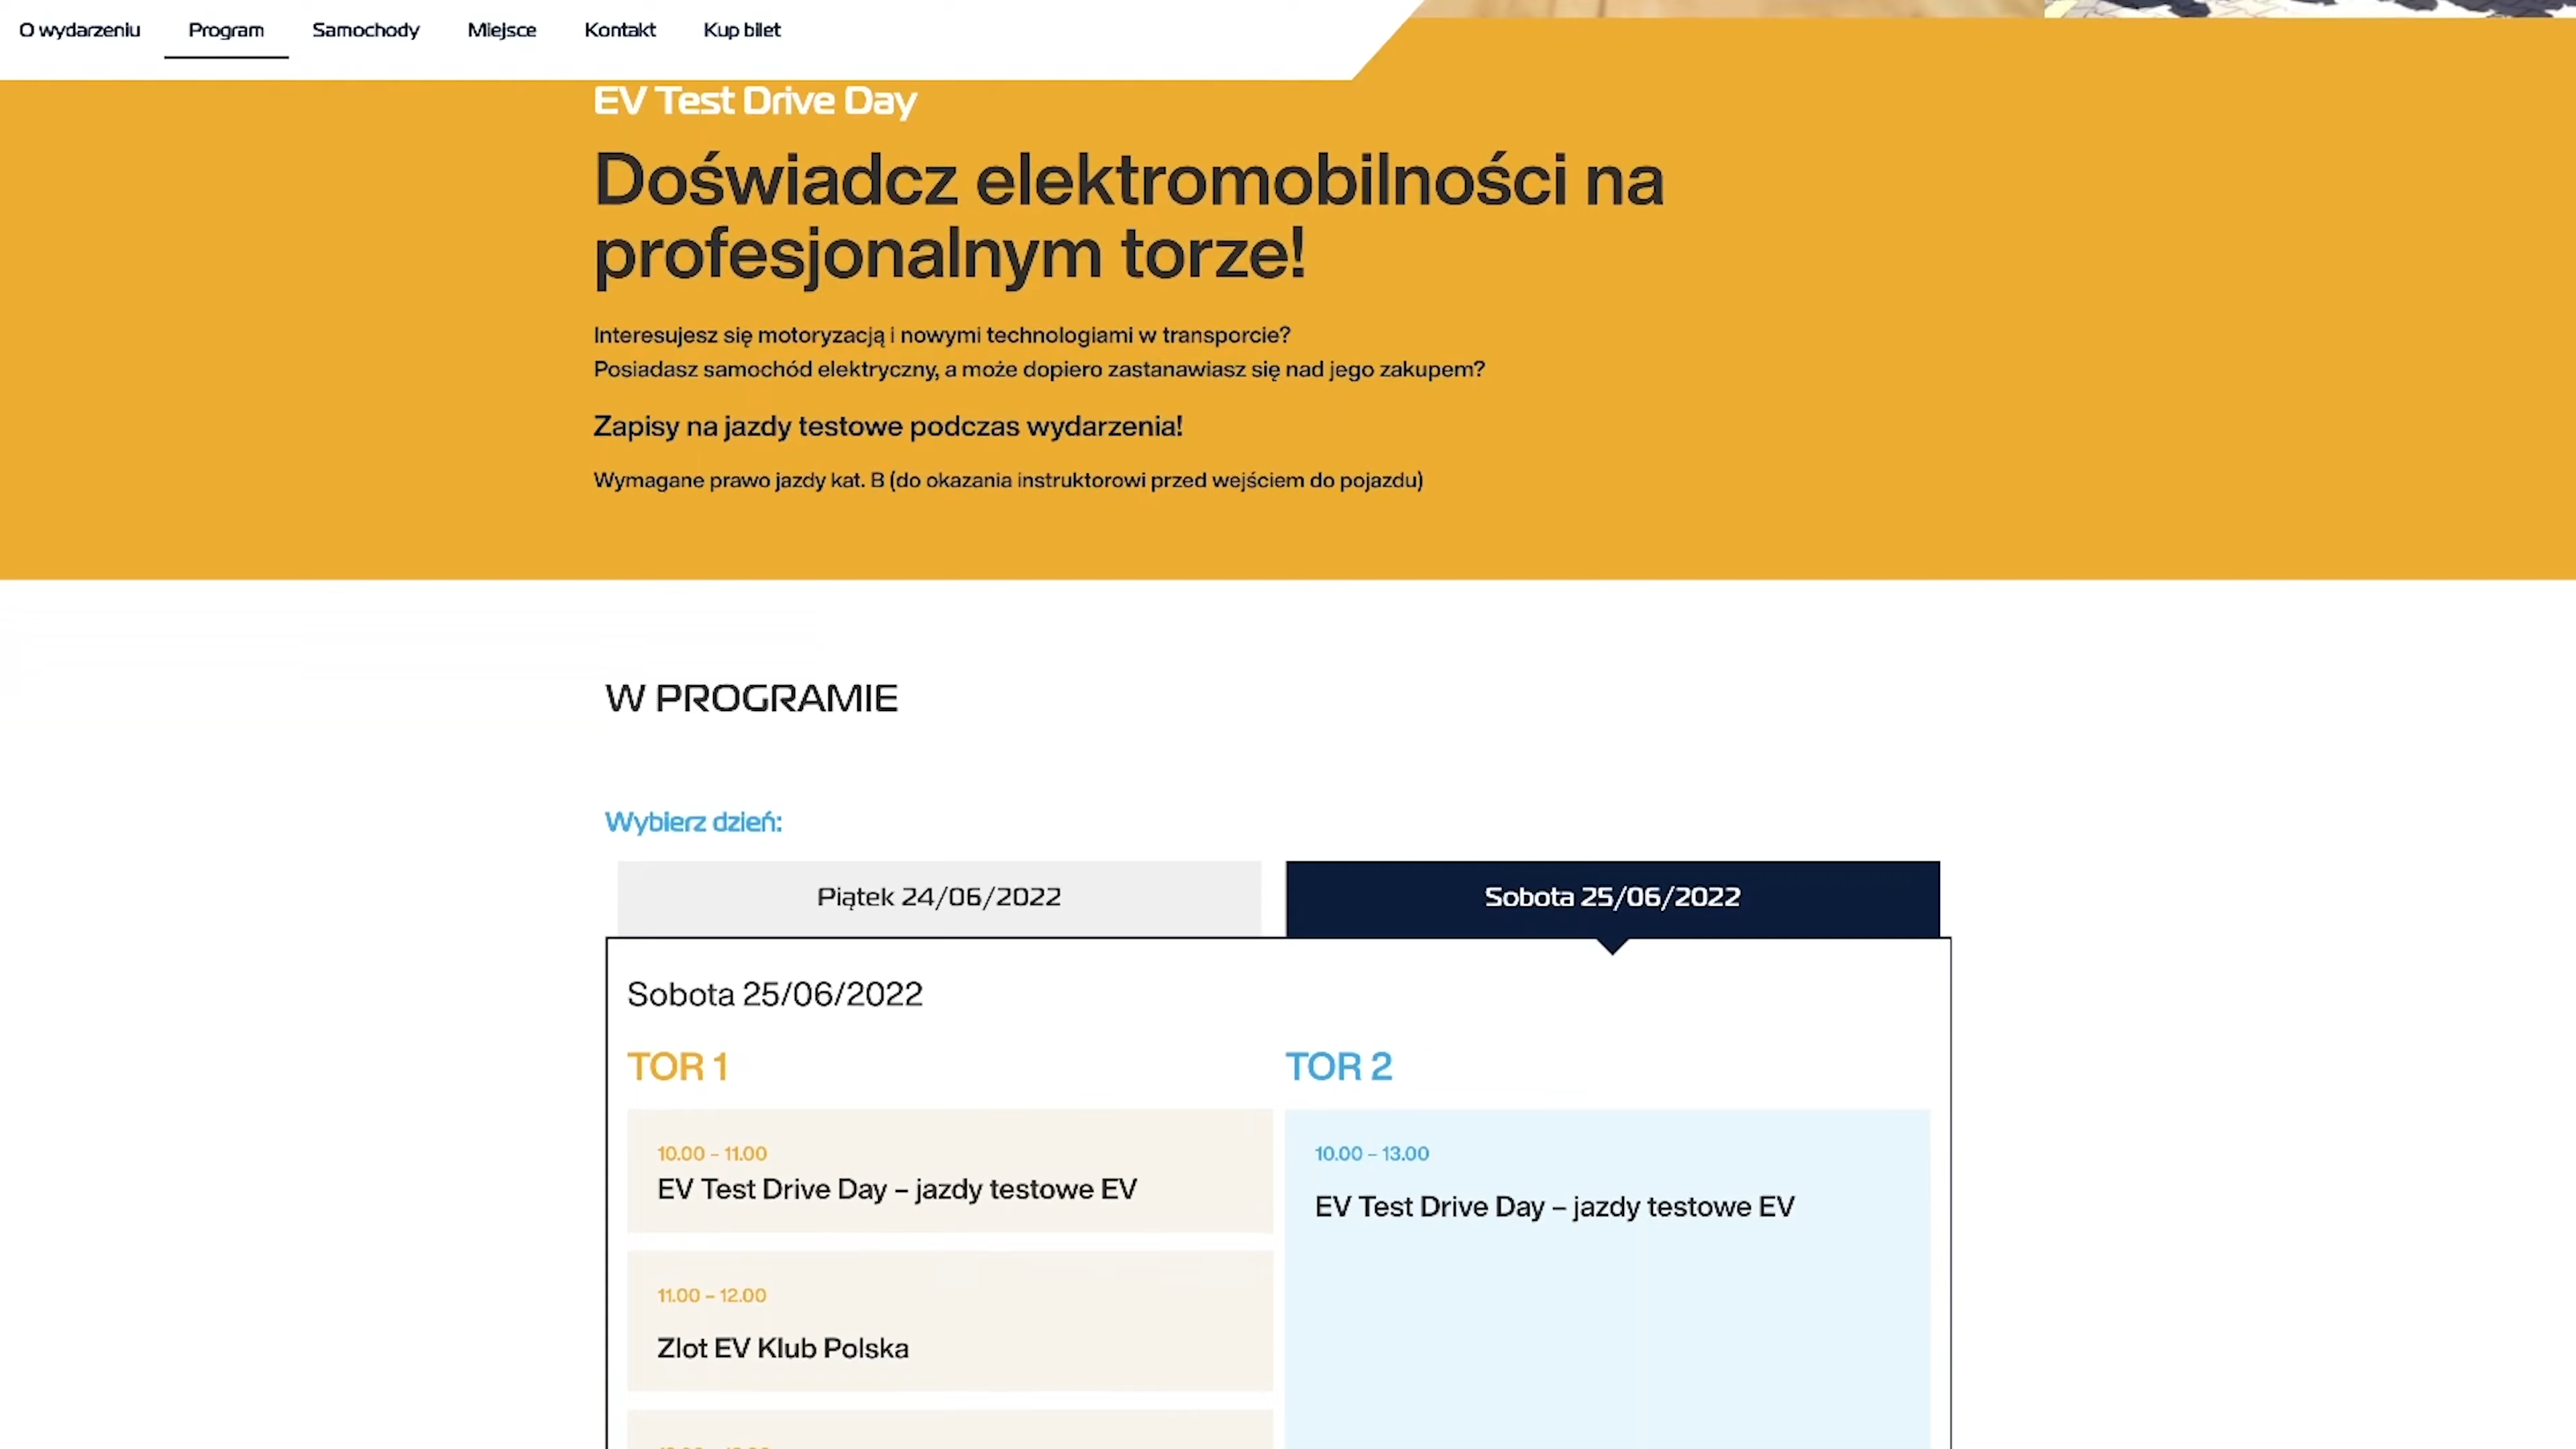 O wydarzeniu
Program
Samochody
Miejsce
Kontakt
Kup bilet
EV Test Drive Day
Doświadcz elektromobilności na
profesjonalnym torze!
Interesujesz się motoryzacją i nowymi technologiami w transporcie?
Posiadasz samochód elektryczny, a może dopiero zastanawiasz się nad jego zakupem?
Zapisy na jazdy testowe podczas wydarzenia!
Wymagane prawo jazdy kat. B (do okazania instruktorowi przed wejściem do pojazdu)
W PROGRAMIE
Wybierz dzień:
Piątek 24/06/2022
Sobota 25/06/2022
Sobota 25/06/2022
TOR 1
10.00 – 11.00
EV Test Drive Day – jazdy testowe EV
11.00 – 12.00
Zlot EV Klub Polska
TOR 2
10.00 – 13.00
EV Test Drive Day – jazdy testowe EV